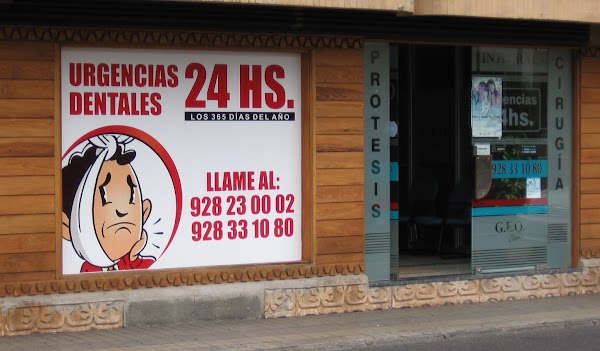 URGENCIAS
DENTALES
24 HS.
LOS 365 DÍAS DEL AÑO
LLAME AL:
928 23 00 02
928 33 10 80
PROTESIS
CIRUGÍA
24hs.
928 33 10 80
G.E.O